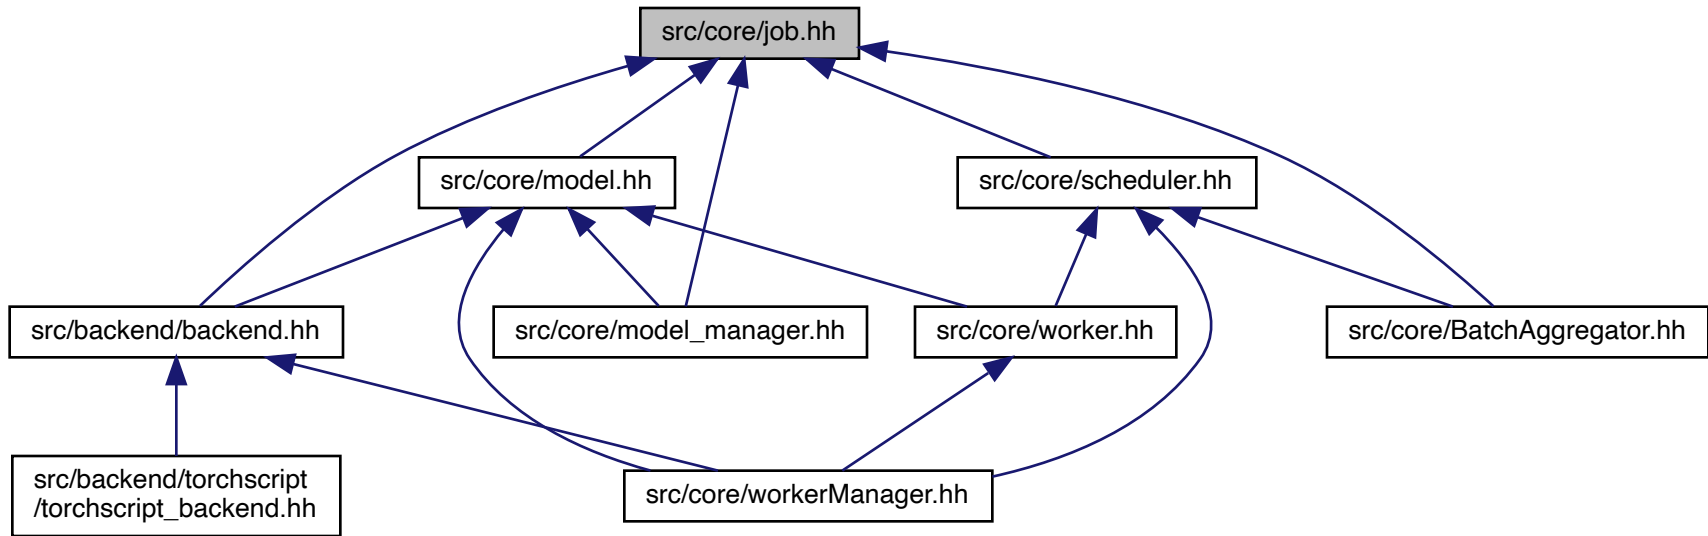 src/core/job.hh
src/core/model.hh
src/core/scheduler.hh
src/backend/backend.hh
src/core/model_manager.hh
src/core/worker.hh
src/core/BatchAggregator.hh
src/backend/torchscript
/torchscript_backend.hh
src/core/workerManager.hh